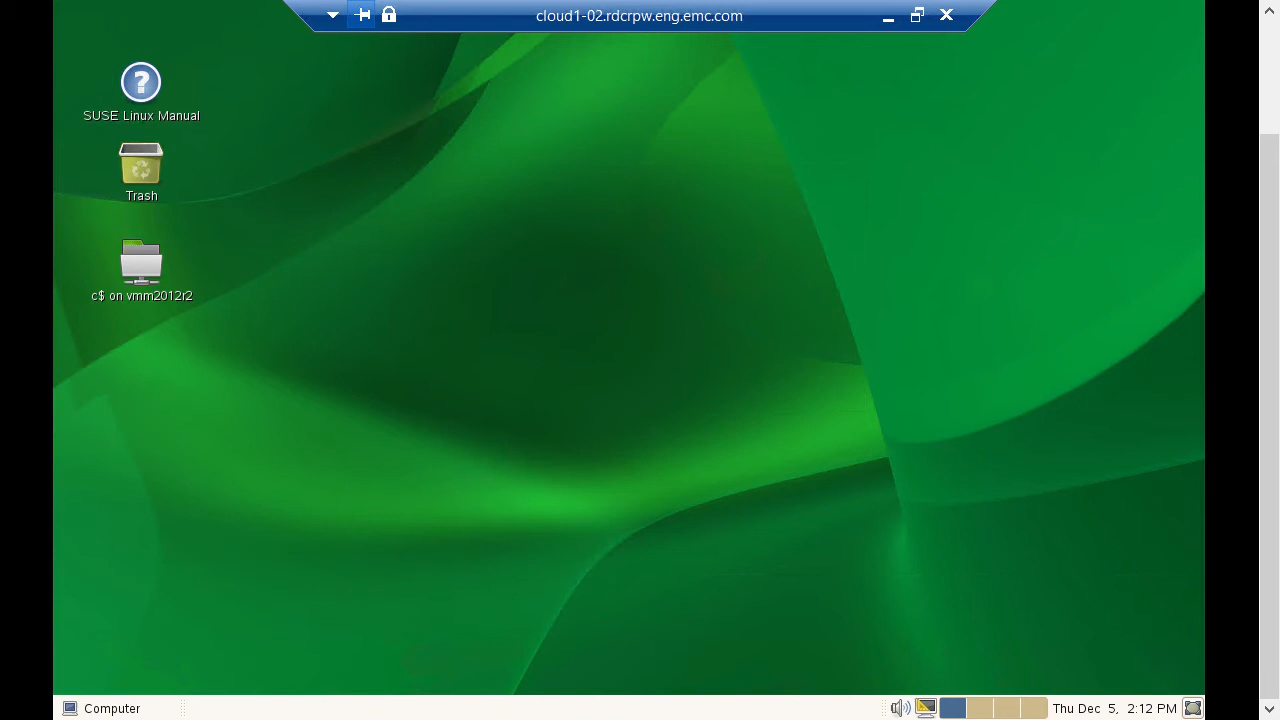 cloud1-02.rdcrpw.eng.emc.com
SUSE Linux Manual
Trash
c$ on vmm2012r2
Computer
Thu Dec 5, 2:12 PM